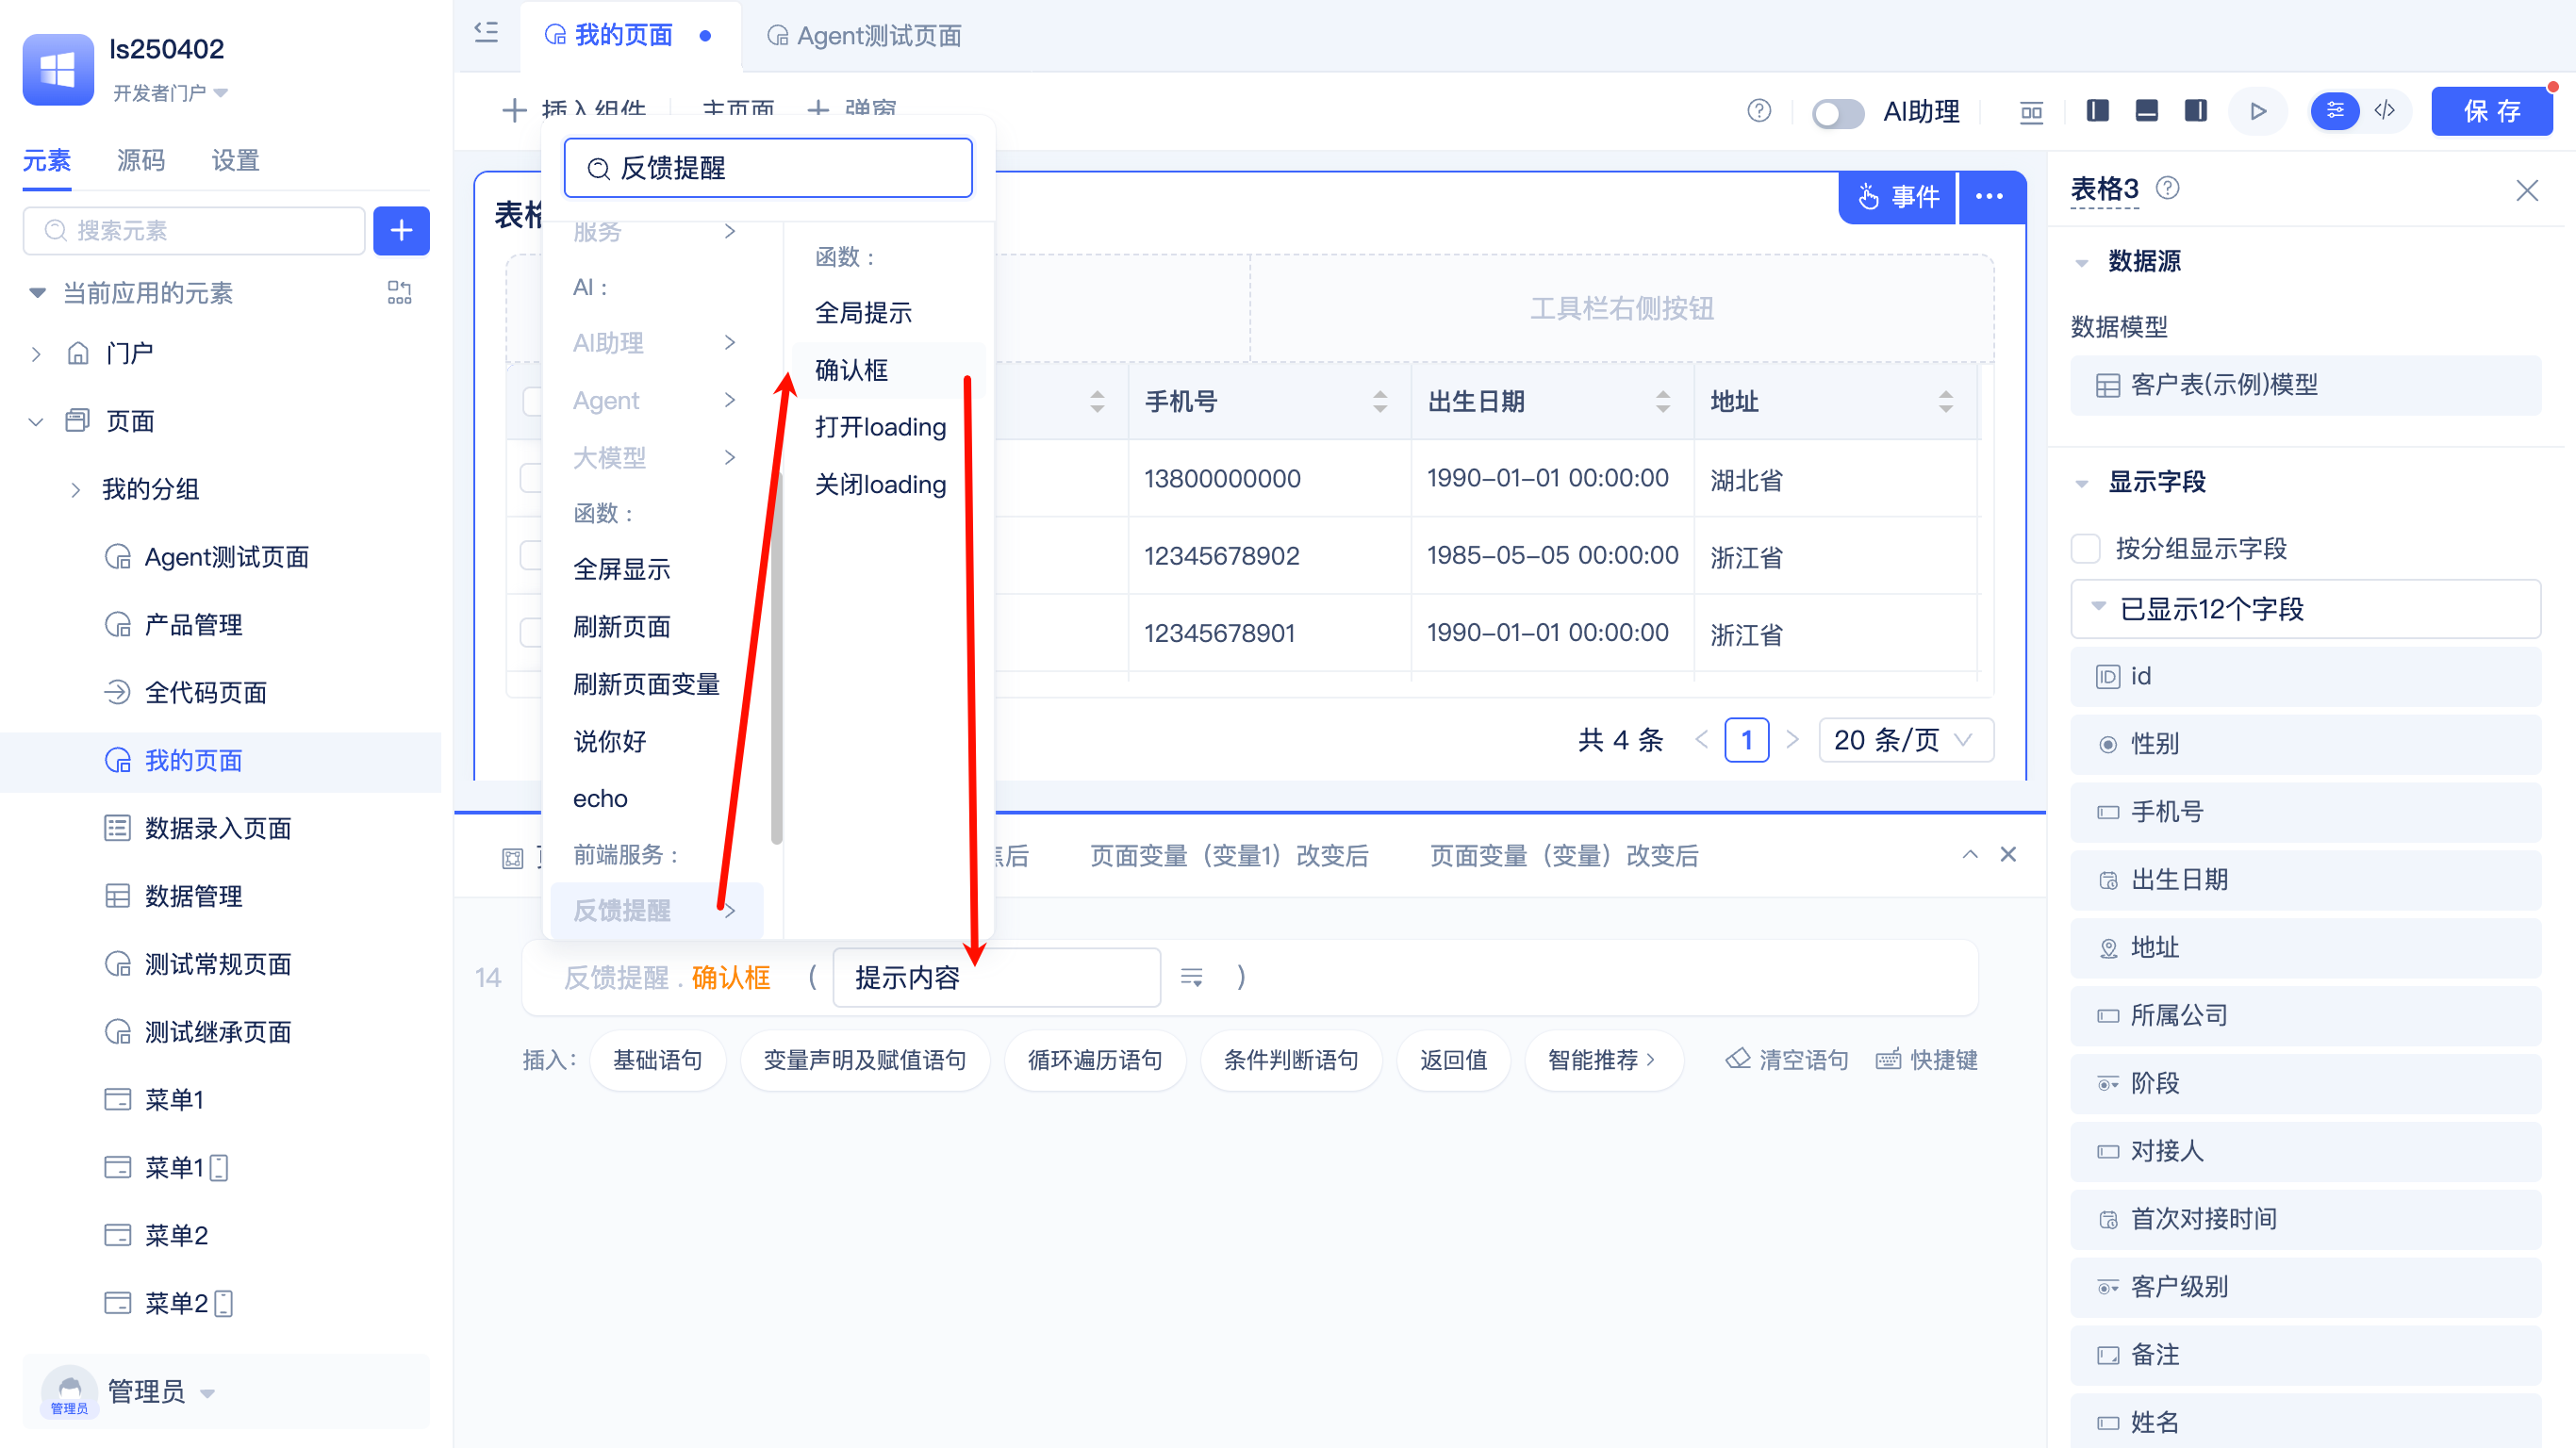 ls250402
开发者门户
元素
源码
设置
搜索元素
当前应用的元素
门户
页面
我的分组
Agent测试页面
产品管理
全代码页面
我的页面
数据录入页面
数据管理
测试常规页面
测试继承页面
菜单1
菜单1
菜单2
菜单2
管理员
管理员
我的页面
Agent测试页面
插入组件
主页面
弹窗
AI助理
保存
反馈提醒
服务
AI：
AI助理
Agent
大模型
函数：
全屏显示
刷新页面
刷新页面变量
说你好
echo
前端服务：
反馈提醒
函数：
全局提示
确认框
打开loading
关闭loading
表格
事件
工具栏右侧按钮
手机号
出生日期
地址
13800000000
1990-01-01 00:00:00
湖北省
12345678902
1985-05-05 00:00:00
浙江省
12345678901
1990-01-01 00:00:00
浙江省
共 4 条
1
20 条/页
焦后
页面变量（变量1）改变后
页面变量（变量）改变后
14
反馈提醒 . 确认框 ( 提示内容 )
插入：
基础语句
变量声明及赋值语句
循环遍历语句
条件判断语句
返回值
智能推荐
清空语句
快捷键
表格3
数据源
数据模型
客户表(示例)模型
显示字段
按分组显示字段
已显示12个字段
id
性别
手机号
出生日期
地址
所属公司
阶段
对接人
首次对接时间
客户级别
备注
姓名